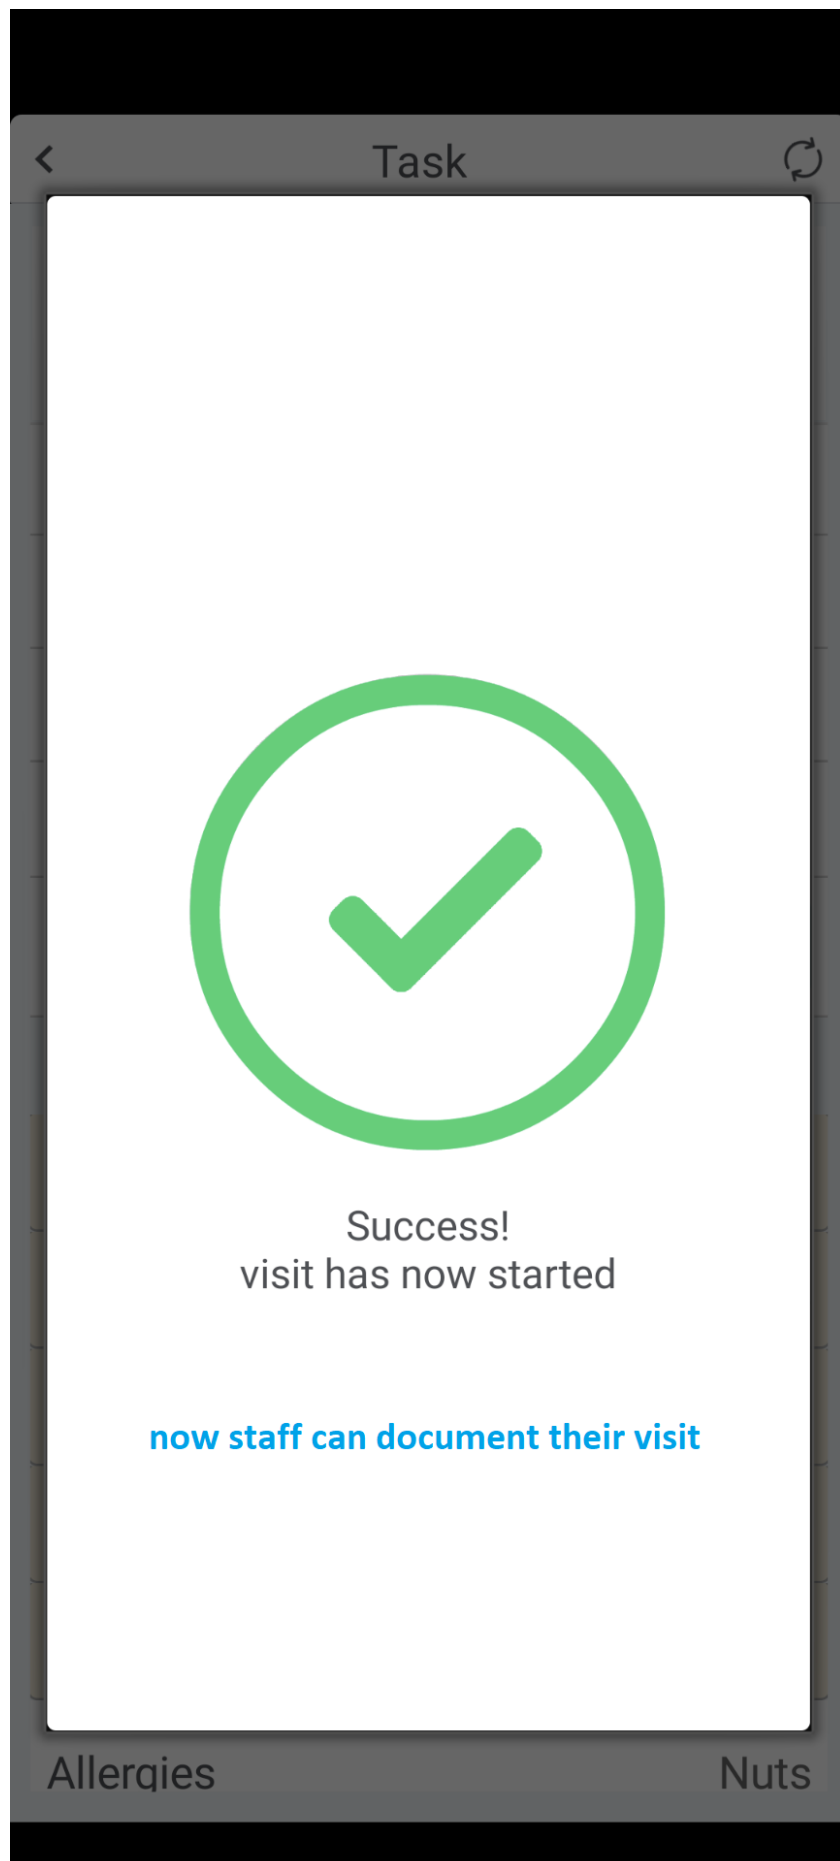 Task
Success!
visit has now started
now staff can document their visit
Allergies Nuts